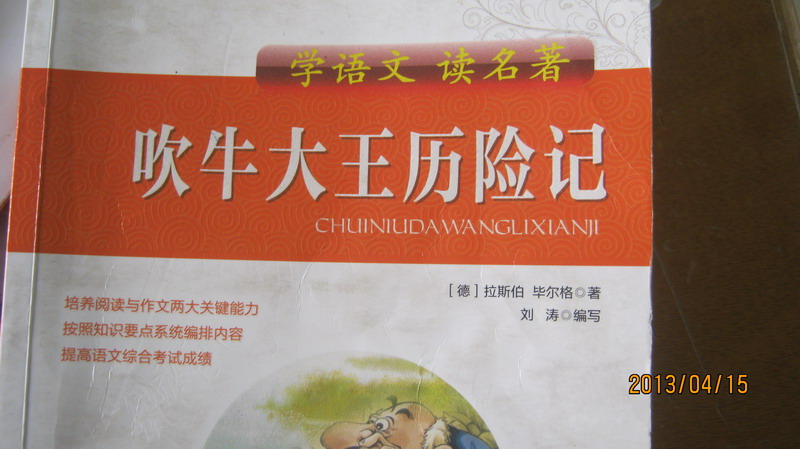 学语文 读名著
吹牛大王历险记
CHUINIUDAWANGLIXIANJI
[德] 拉斯伯 毕尔格◎著
刘 涛◎编写
培养阅读与作文两大关键能力
按照知识要点系统编排内容
提高语文综合考试成绩
2013/04/15